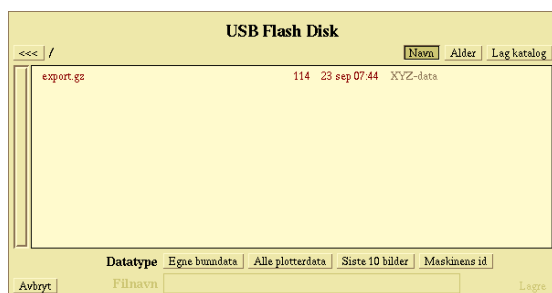 USB Flash Disk
<<< / Navn Alder Lag katalog
export.gz 114 23 sep 07:44 XYZ-data
Datatype Egne bunndata Alle plotterdata Siste 10 bilder Maskinens id
Avbryt Filnavn Lagre